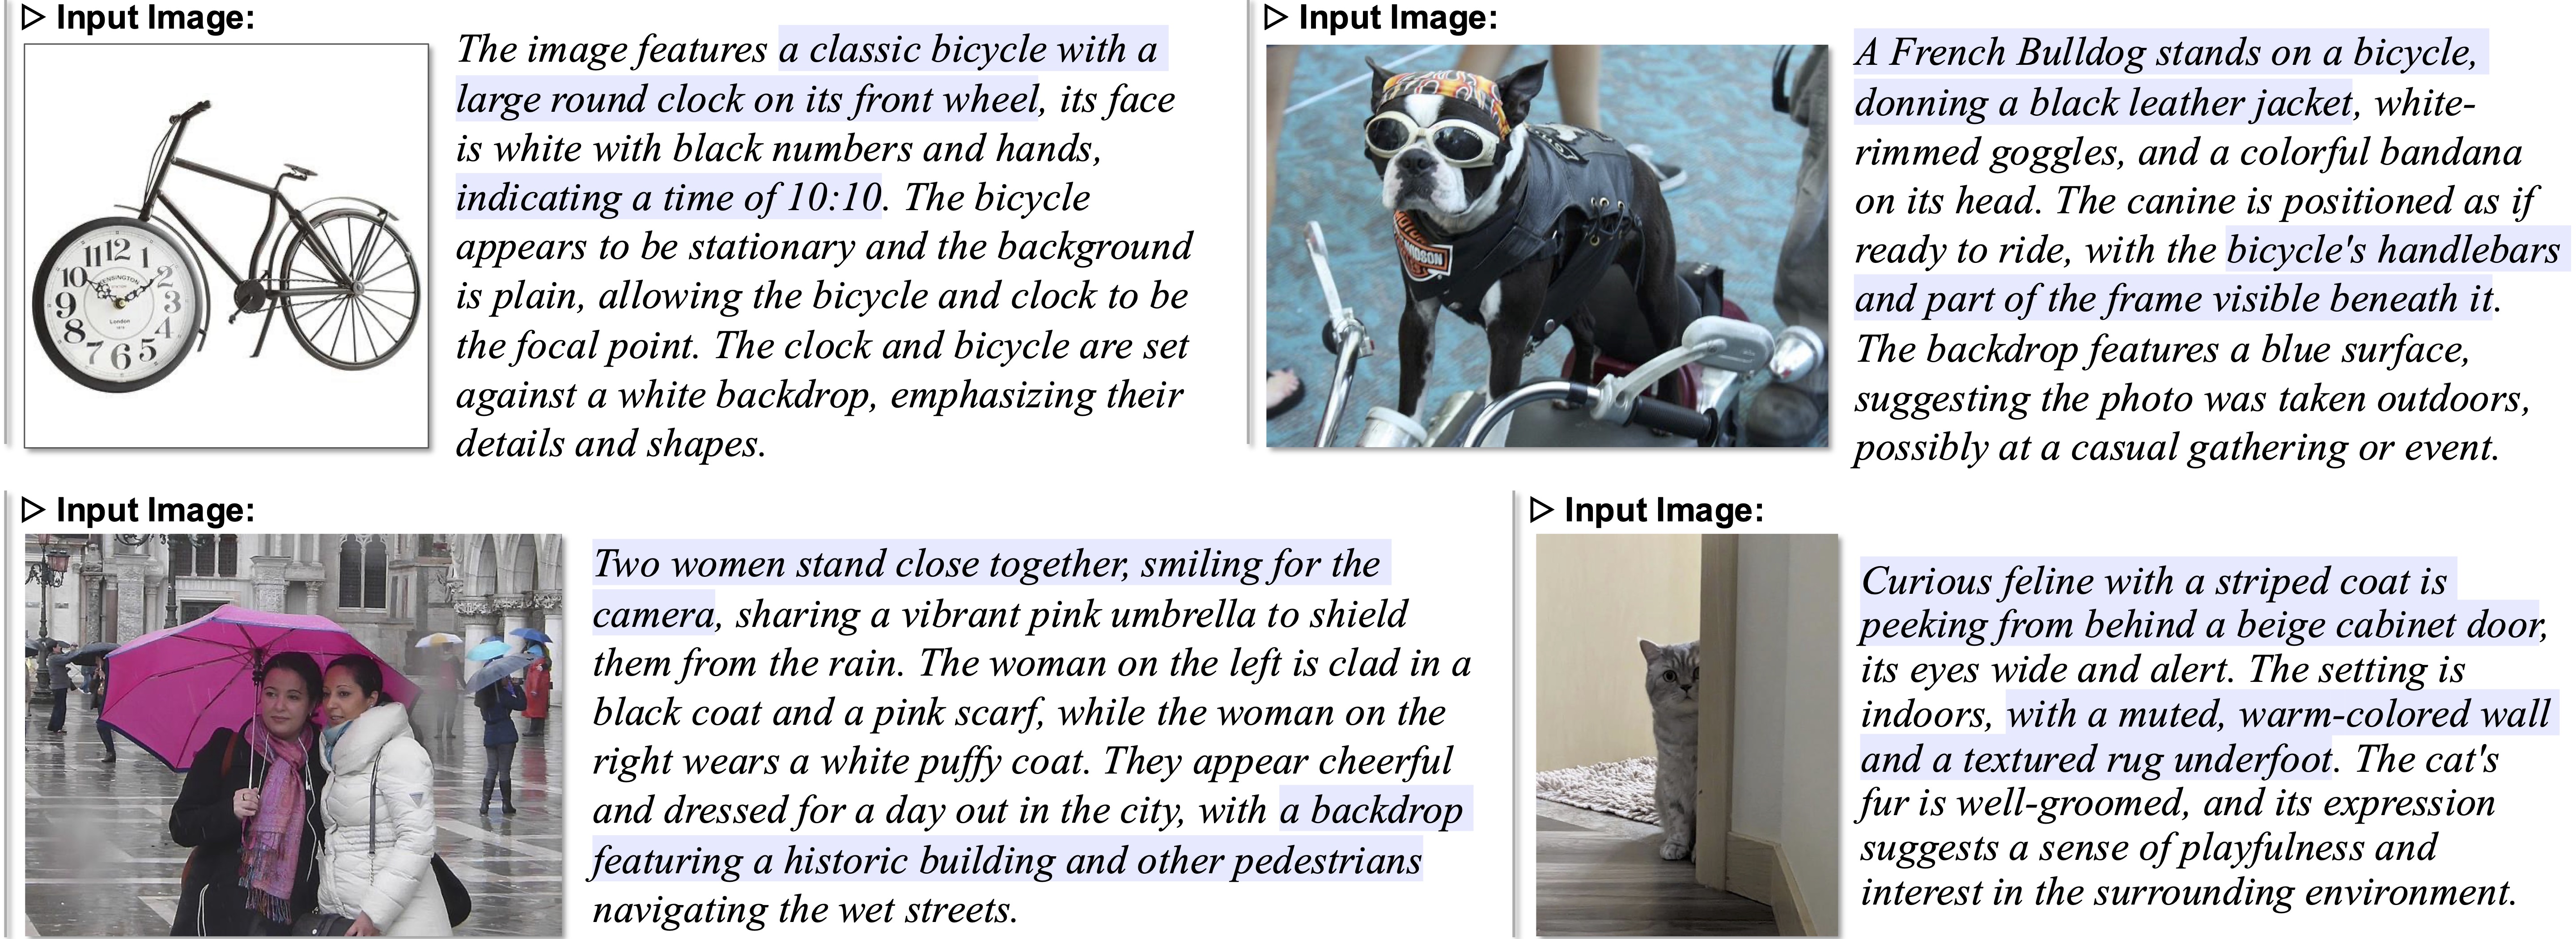 ▷ Input Image:
The image features a classic bicycle with a
large round clock on its front wheel, its face
is white with black numbers and hands,
indicating a time of 10:10. The bicycle
appears to be stationary and the background
is plain, allowing the bicycle and clock to be
the focal point. The clock and bicycle are set
against a white backdrop, emphasizing their
details and shapes.
11 12 1
10 2
9 3
8 4
7 6 5
KENSINGTON
London
▷ Input Image:
A French Bulldog stands on a bicycle,
donning a black leather jacket, white-
rimmed goggles, and a colorful bandana
on its head. The canine is positioned as if
ready to ride, with the bicycle's handlebars
and part of the frame visible beneath it.
The backdrop features a blue surface,
suggesting the photo was taken outdoors,
possibly at a casual gathering or event.
▷ Input Image:
Two women stand close together, smiling for the
camera, sharing a vibrant pink umbrella to shield
them from the rain. The woman on the left is clad in a
black coat and a pink scarf, while the woman on the
right wears a white puffy coat. They appear cheerful
and dressed for a day out in the city, with a backdrop
featuring a historic building and other pedestrians
navigating the wet streets.
▷ Input Image:
Curious feline with a striped coat is
peeking from behind a beige cabinet door,
its eyes wide and alert. The setting is
indoors, with a muted, warm-colored wall
and a textured rug underfoot. The cat's
fur is well-groomed, and its expression
suggests a sense of playfulness and
interest in the surrounding environment.